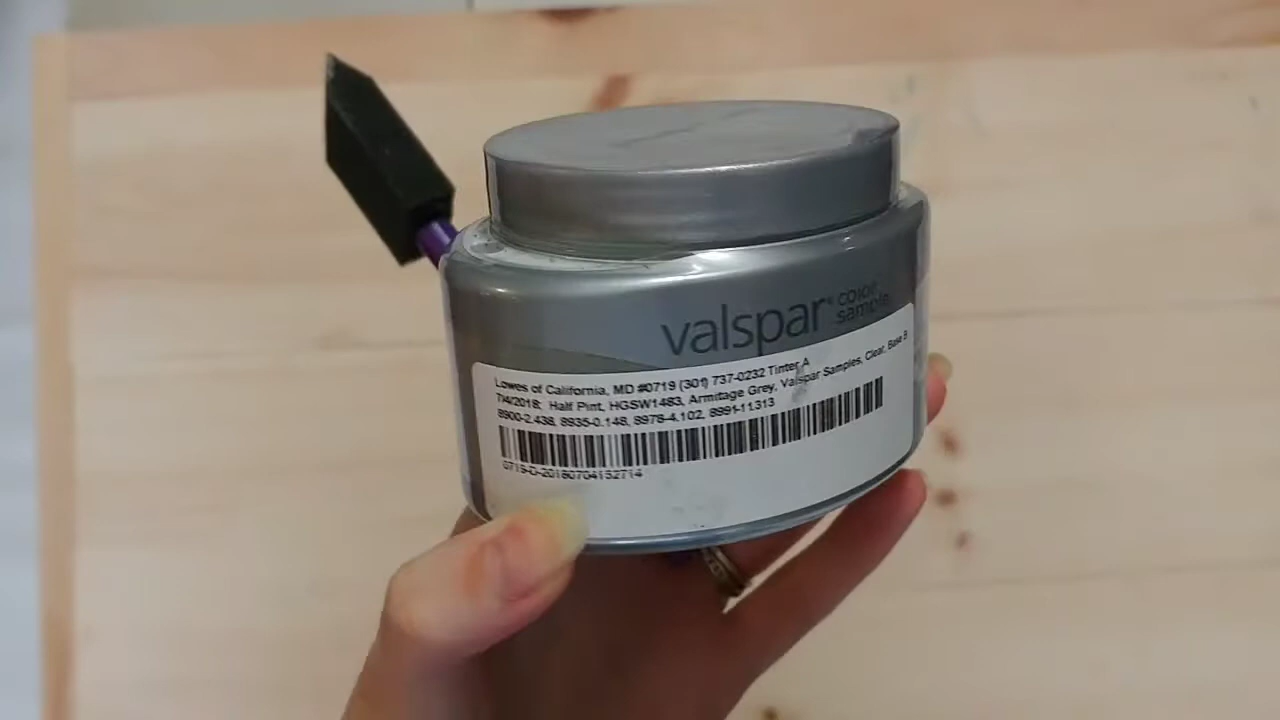 valspar® color
sample
Lowes of California, MD #0719 (301) 737-0232 Tinter A
7/4/2018; Half Pint, HGSW1483, Armitage Grey, Valspar Samples, Clear, Base B
8900-2.438, 8935-0.148, 8978-4.102, 8991-11.313
0719-D-20180704152714